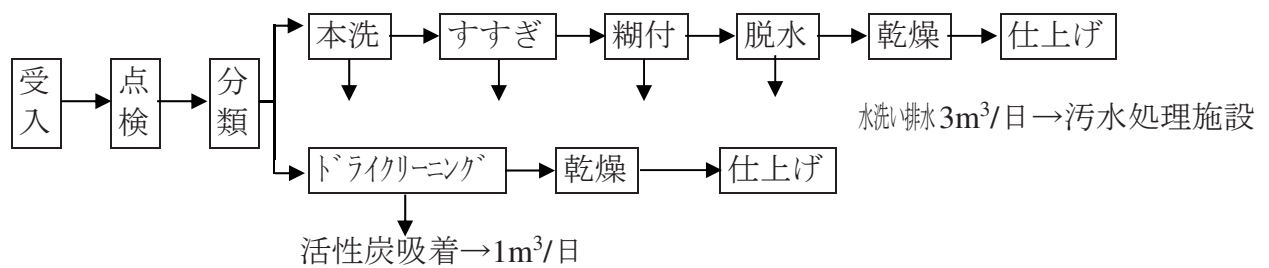 受入
点検
分類
本洗
すすぎ
糊付
脱水
乾燥
仕上げ
水洗い排水3m³/日→汚水処理施設
ドライクリーニング
乾燥
仕上げ
活性炭吸着→1m³/日